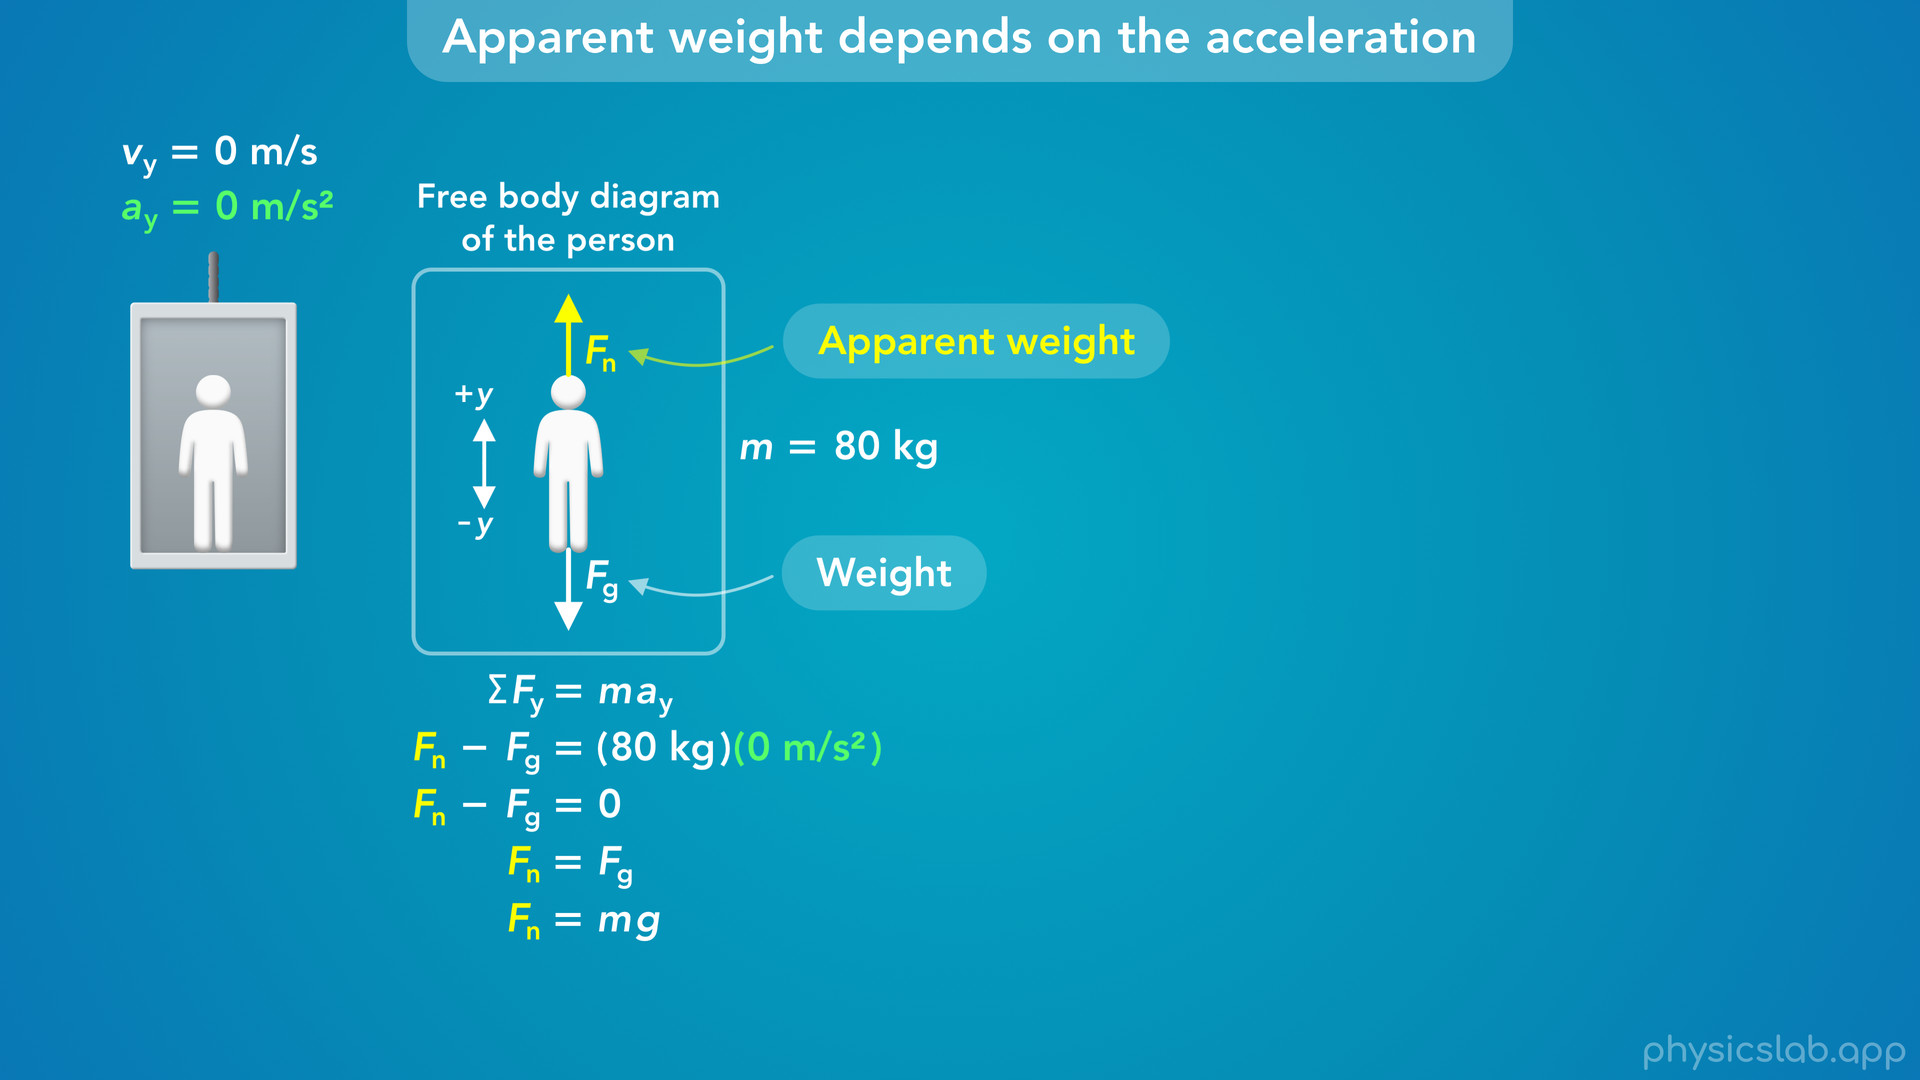 Apparent weight depends on the acceleration
vy = 0 m/s
ay = 0 m/s²
Free body diagram
of the person
Fn
Apparent weight
+y
m = 80 kg
–y
Fg
Weight
ΣFy = may
Fn − Fg = (80 kg)(0 m/s²)
Fn − Fg = 0
Fn = Fg
Fn = mg
physicslab.app